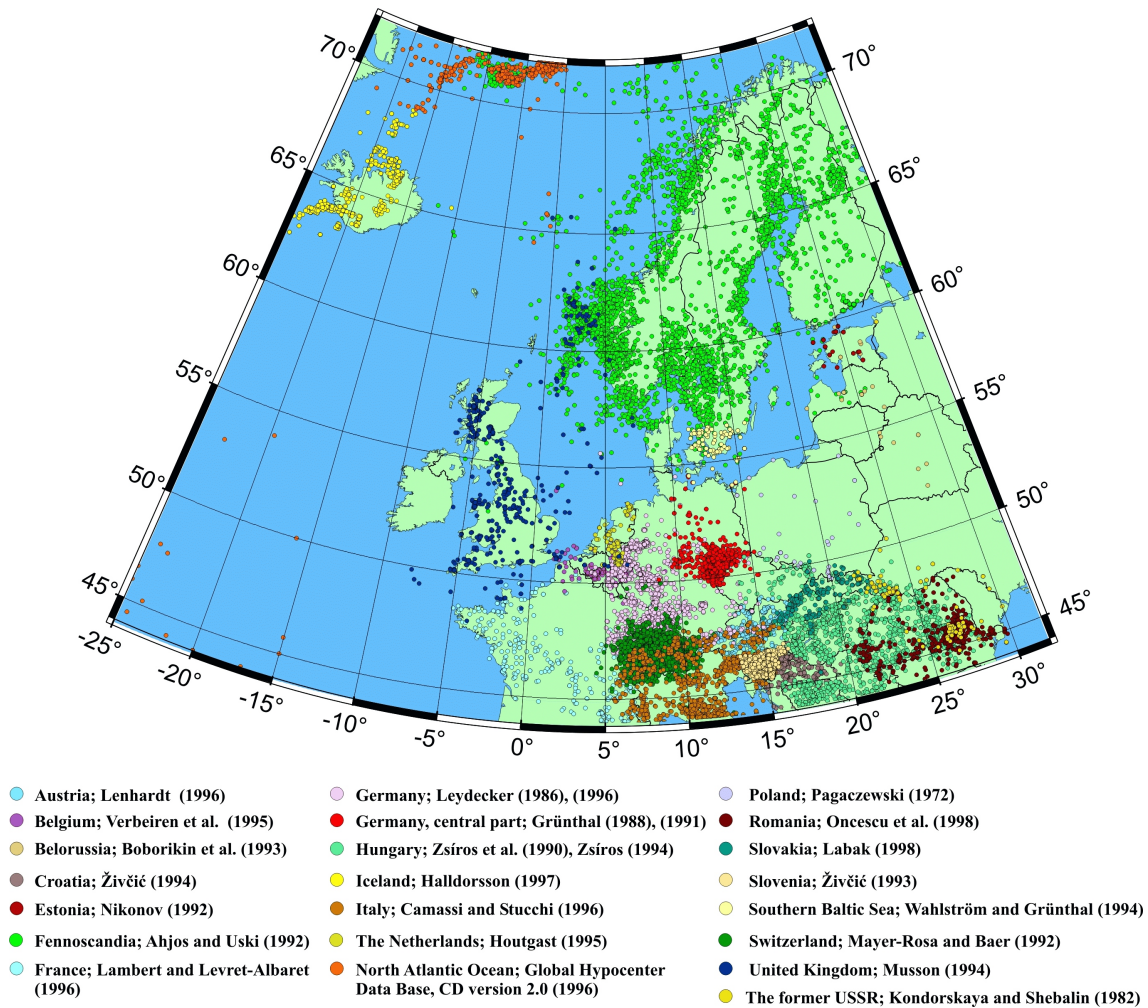 70°
70°
65°
65°
60°
60°
55°
55°
50°
50°
45°
45°
-25°
-20°
-15°
-10°
-5°
0°
5°
10°
15°
20°
25°
30°
Austria; Lenhardt (1996)
Belgium; Verbeiren et al. (1995)
Belorussia; Boborikin et al. (1993)
Croatia; Živčić (1994)
Estonia; Nikonov (1992)
Fennoscandia; Ahjos and Uski (1992)
France; Lambert and Levret-Albaret
(1996)
Germany; Leydecker (1986), (1996)
Germany, central part; Grünthal (1988), (1991)
Hungary; Zsíros et al. (1990), Zsíros (1994)
Iceland; Halldorsson (1997)
Italy; Camassi and Stucchi (1996)
The Netherlands; Houtgast (1995)
North Atlantic Ocean; Global Hypocenter
Data Base, CD version 2.0 (1996)
Poland; Pagaczewski (1972)
Romania; Oncescu et al. (1998)
Slovakia; Labak (1998)
Slovenia; Živčić (1993)
Southern Baltic Sea; Wahlström and Grünthal (1994)
Switzerland; Mayer-Rosa and Baer (1992)
United Kingdom; Musson (1994)
The former USSR; Kondorskaya and Shebalin (1982)